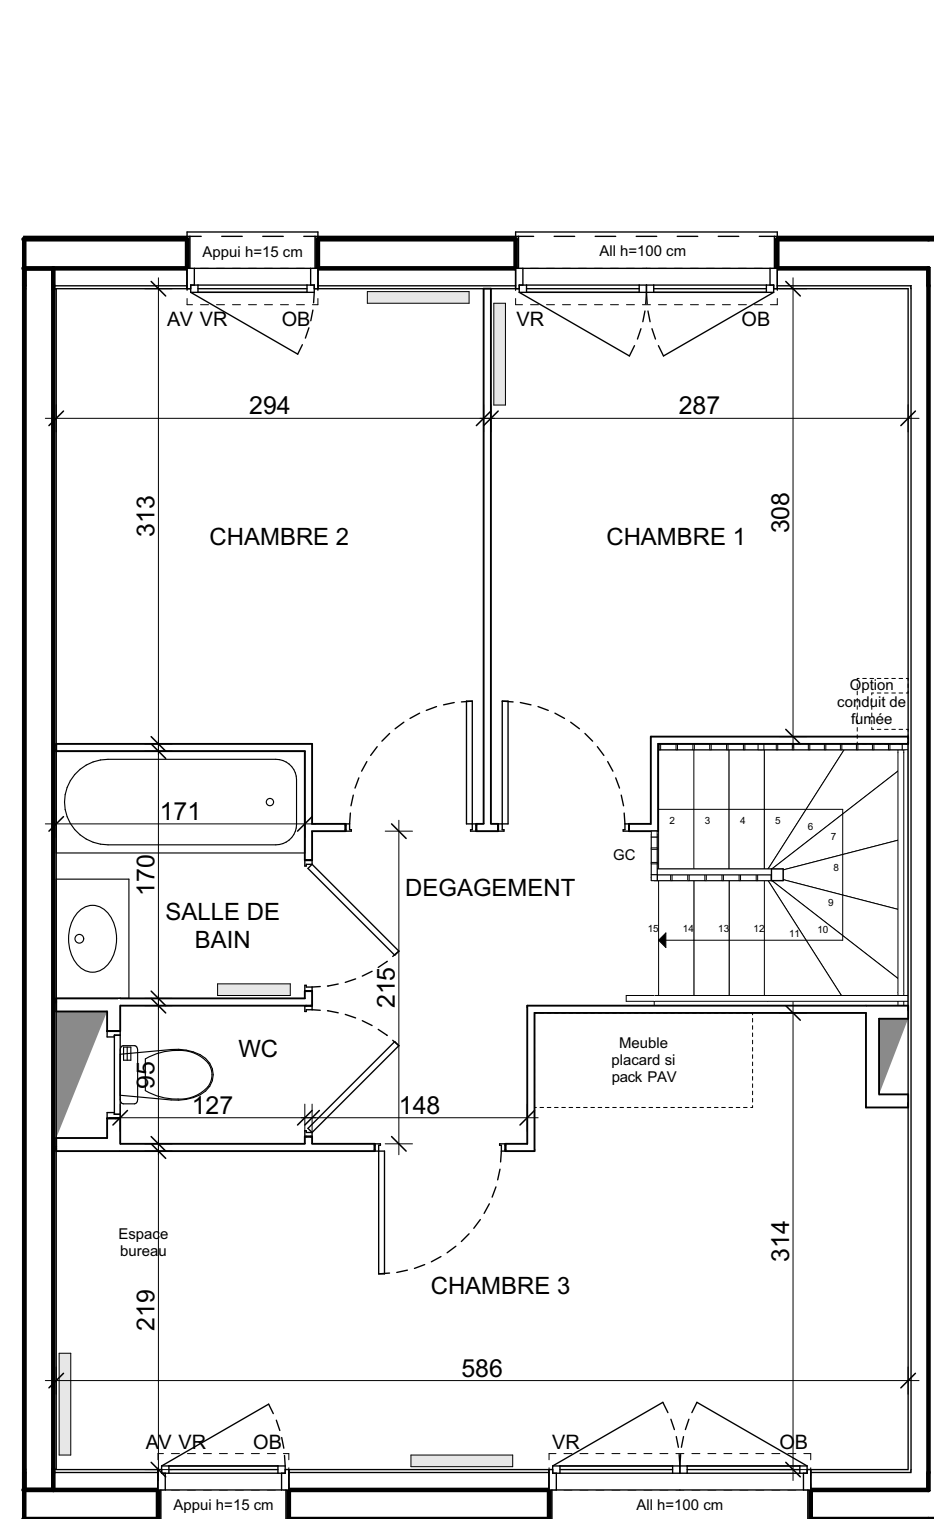 Appui h=15 cm
All h=100 cm
AV VR
OB
VR
OB
294
287
313
308
CHAMBRE 2
CHAMBRE 1
Option
conduit de
fumée
171
170
SALLE DE
BAIN
DEGAGEMENT
GC
2
3
4
5
6
7
8
9
10
11
12
13
14
15
215
WC
95
127
148
Meuble
placard si
pack PAV
Espace
bureau
219
314
CHAMBRE 3
586
AV VR
OB
VR
OB
Appui h=15 cm
All h=100 cm